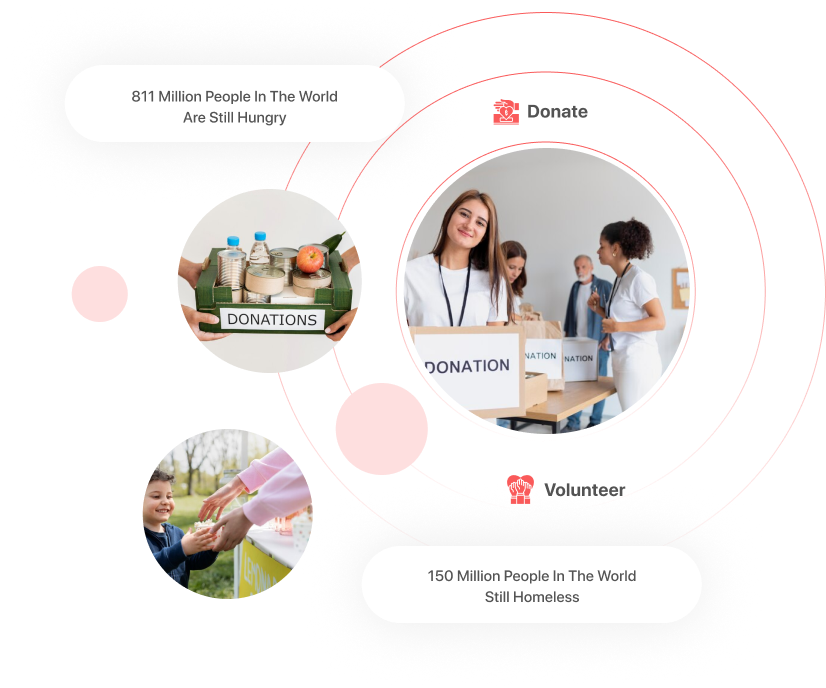 811 Million People In The World
Are Still Hungry
Donate
DONATIONS
DONATION
NATION
NATION
Volunteer
150 Million People In The World
Still Homeless